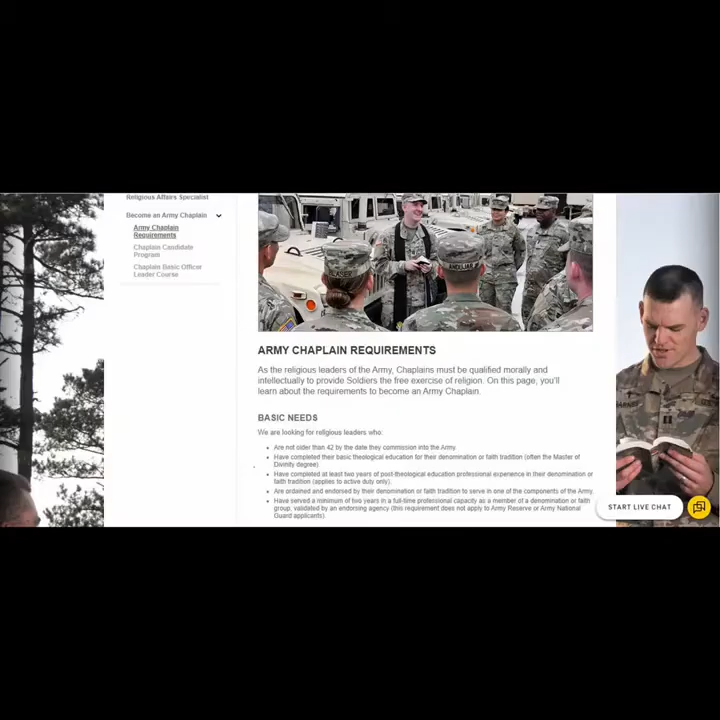 Religious Affairs Specialist
Become an Army Chaplain
Army Chaplain
Requirements
Chaplain Candidate
Program
Chaplain Basic Officer
Leader Course
ARMY CHAPLAIN REQUIREMENTS
As the religious leaders of the Army, Chaplains must be qualified morally and
intellectually to provide Soldiers the free exercise of religion. On this page, you'll
learn about the requirements to become an Army Chaplain.
BASIC NEEDS
We are looking for religious leaders who:
Are not older than 42 by the date they commission into the Army.
Have completed their basic theological education for their denomination or faith tradition (often the Master of
Divinity degree)
Have completed at least two years of post-theological education professional experience in their denomination or
faith tradition (applies to active duty only).
Are ordained and endorsed by their denomination or faith tradition to serve in one of the components of the Army.
Have served a minimum of two years in a full-time professional capacity as a member of a denomination or faith
group, validated by an endorsing agency (this requirement does not apply to Army Reserve or Army National
Guard applicants).
START LIVE CHAT